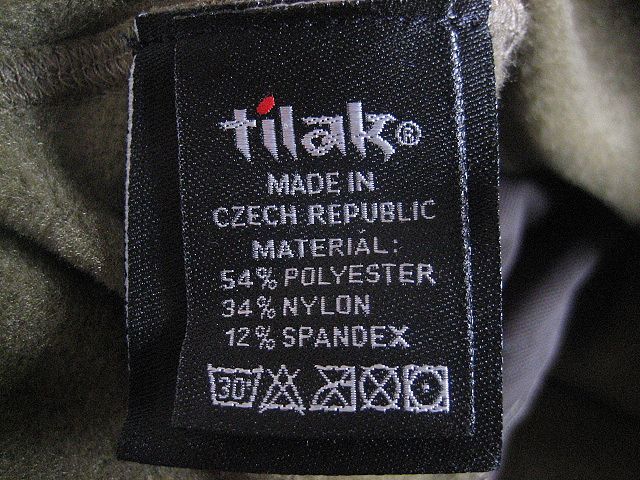 tilak®
MADE IN
CZECH REPUBLIC
MATERIAL:
54% POLYESTER
34% NYLON
12% SPANDEX
30°